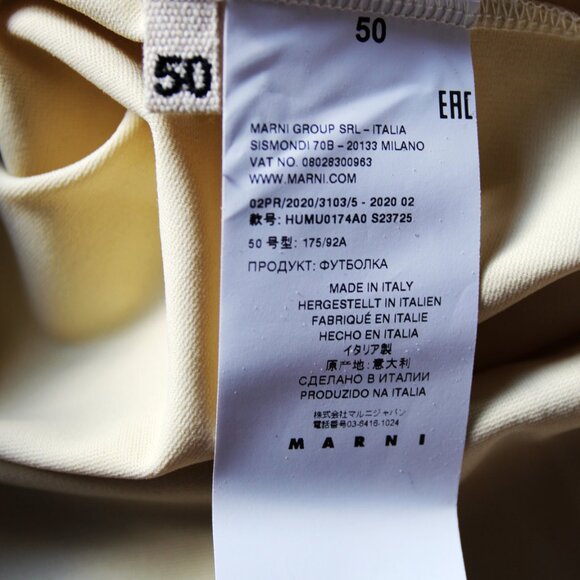 50
50
EAC
MARNI GROUP SRL – ITALIA
SISMONDI 70B – 20133 MILANO
VAT NO. 08028300963
WWW.MARNI.COM
02PR/2020/3103/5 - 2020 02
款号: HUMU0174A0 S23725
50 号型: 175/92A
ПРОДУКТ: ФУТБОЛКА
MADE IN ITALY
HERGESTELLT IN ITALIEN
FABRIQUÉ EN ITALIE
HECHO EN ITALIA
イタリア製
原产地: 意大利
СДЕЛАНО В ИТАЛИИ
PRODUZIDO NA ITALIA
株式会社マルニジャパン
電話番号03-6416-1024
MARNI